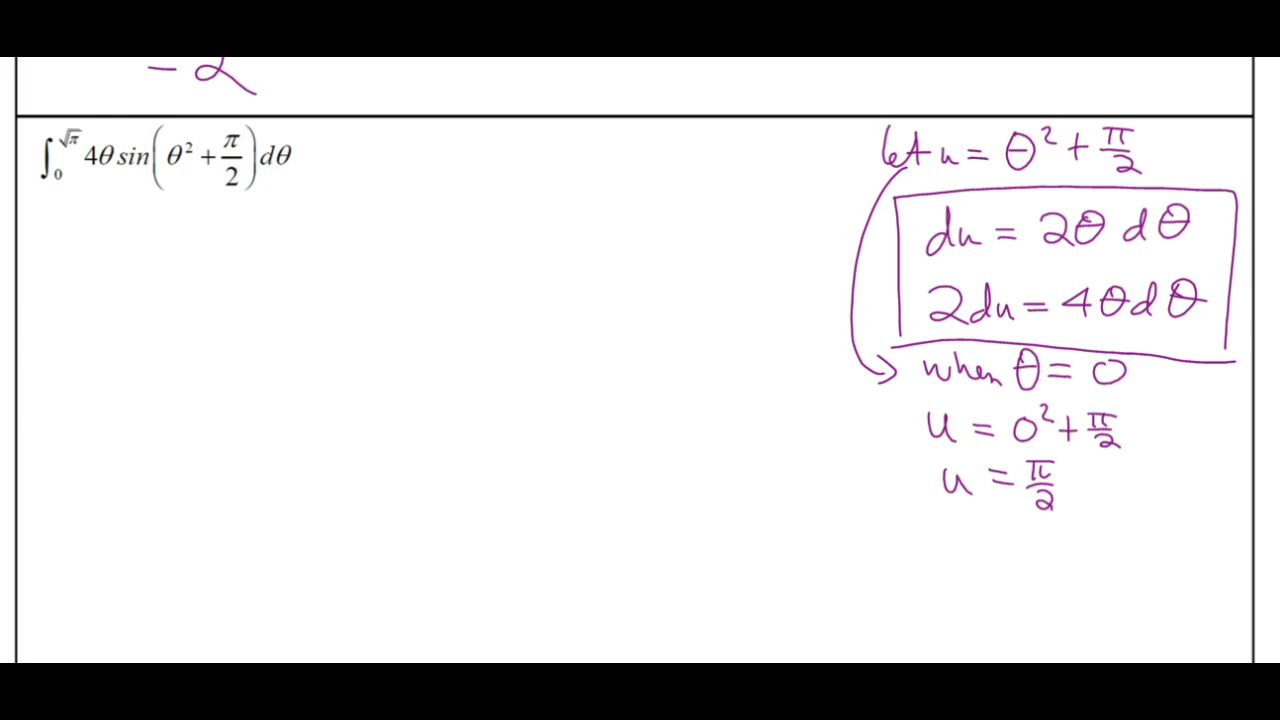 - 2
∫₀^√π 4θ sin(θ² + π/2) dθ
let u = θ² + π/2
du = 2θ dθ
2du = 4θ dθ
when θ = 0
u = 0² + π/2
u = π/2